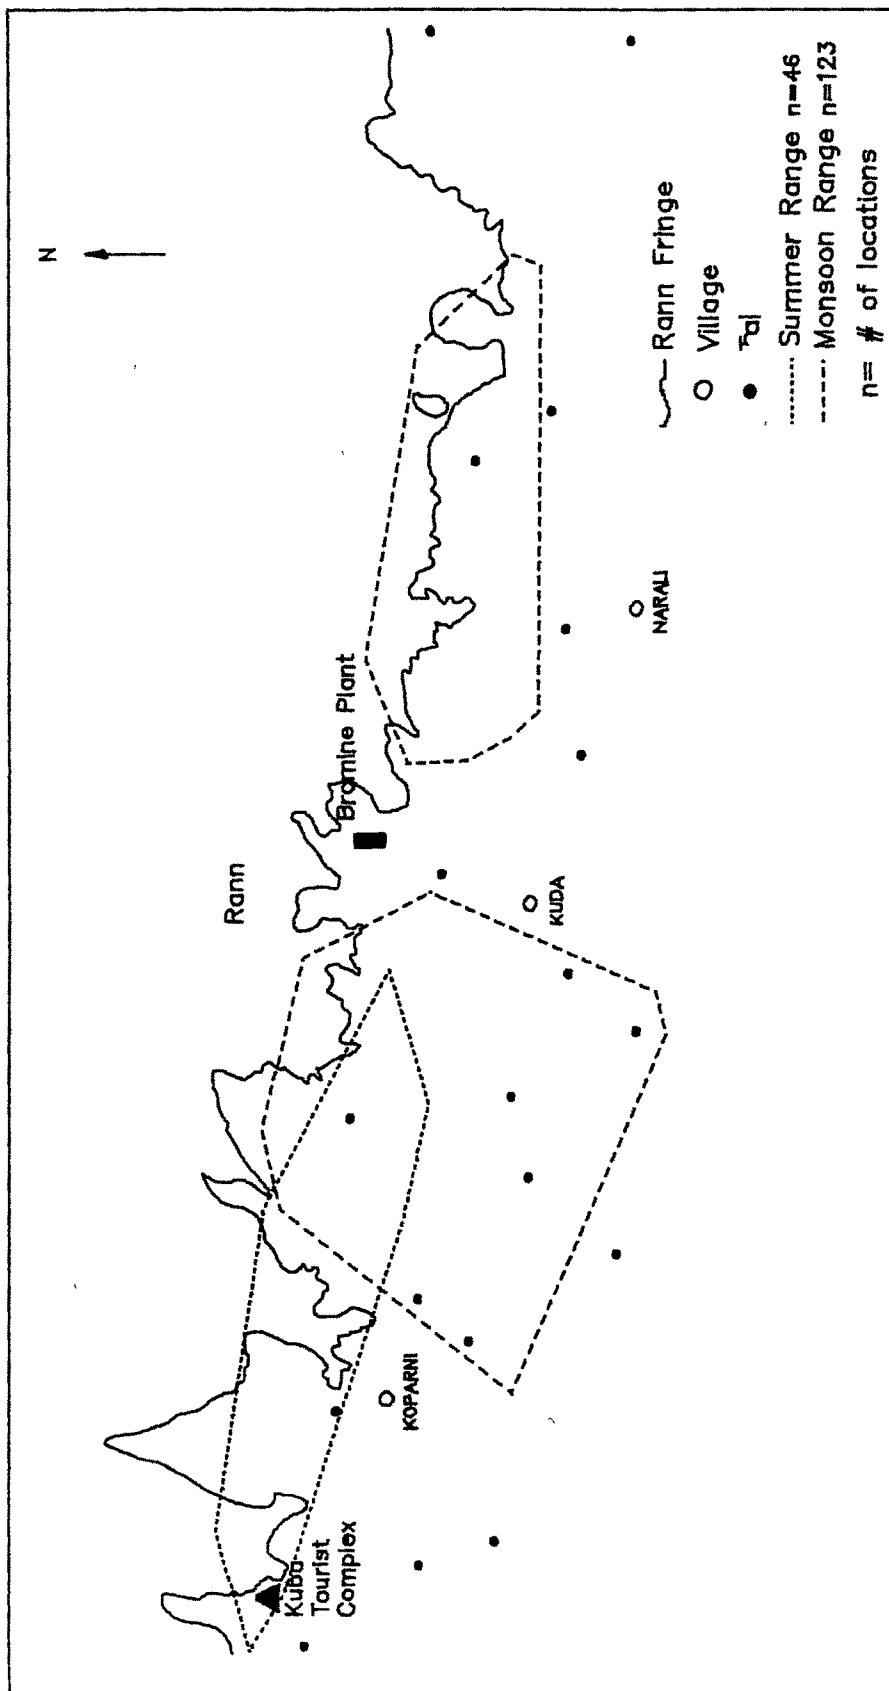 N
Rann
Bromine Plant
Tourist
Complex
KOPARNI
KUDA
NARALI
Rann Fringe
Village
Tal
Summer Range n=46
Monsoon Range n=123
n= # of locations